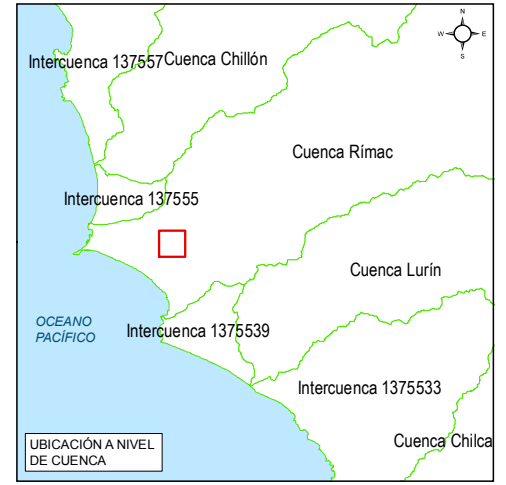 N
W
E
S
Intercuenca 137557
Cuenca Chillón
Cuenca Rímac
Intercuenca 137555
Cuenca Lurín
OCEANO
PACÍFICO
Intercuenca 1375539
Intercuenca 1375533
Cuenca Chilca
UBICACIÓN A NIVEL
DE CUENCA